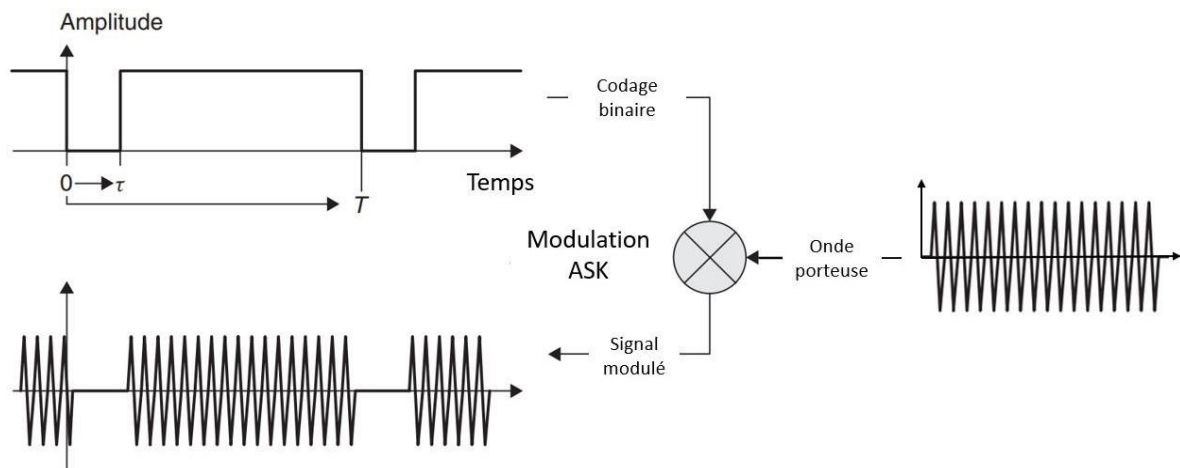 Amplitude
Codage
binaire
0 τ
Temps
T
Modulation
ASK
Onde
porteuse
Signal
modulé